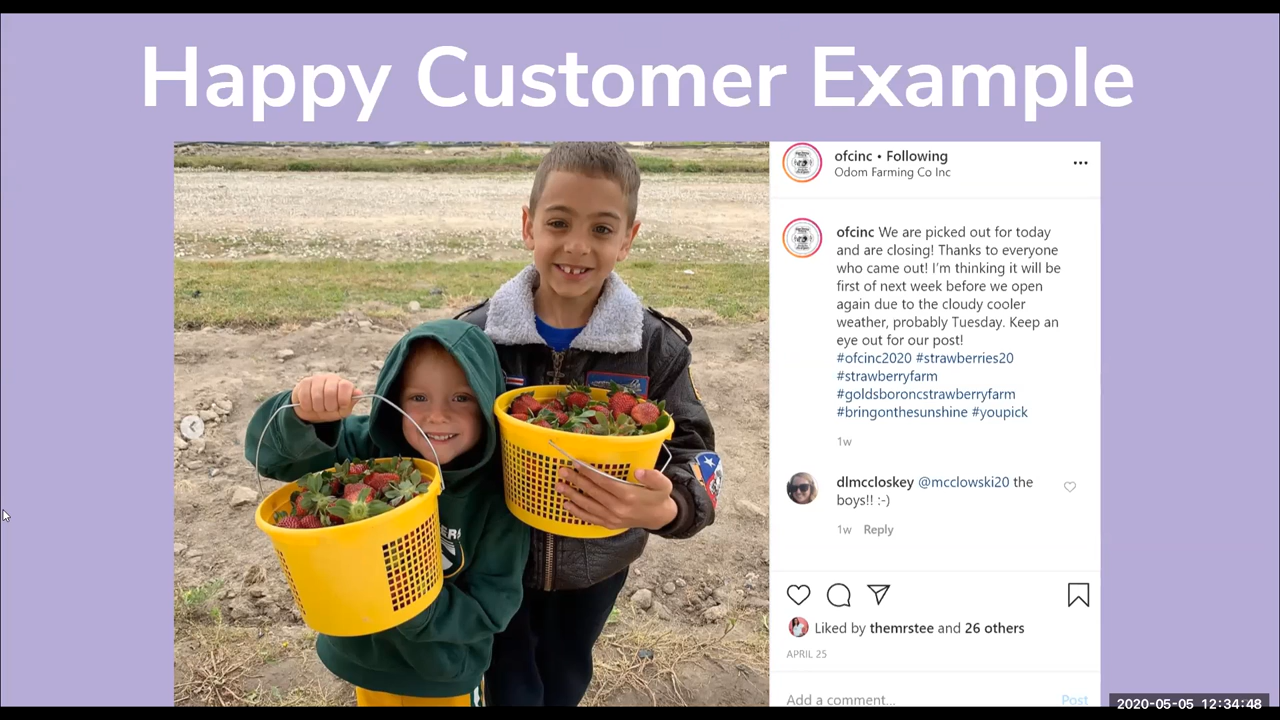 Happy Customer Example
ofcinc • Following
Odom Farming Co Inc
ofcinc We are picked out for today
and are closing! Thanks to everyone
who came out! I'm thinking it will be
first of next week before we open
again due to the cloudy cooler
weather, probably Tuesday. Keep an
eye out for our post!
#ofcinc2020 #strawberries20
#strawberryfarm
#goldsboroncstrawberryfarm
#bringonthesunshine #youpick
1w
dlmccloskey @mcclowski20 the
boys!! :-)
1w Reply
Liked by themrstee and 26 others
APRIL 25
Add a comment... Post
2020-05-05 12:34:48